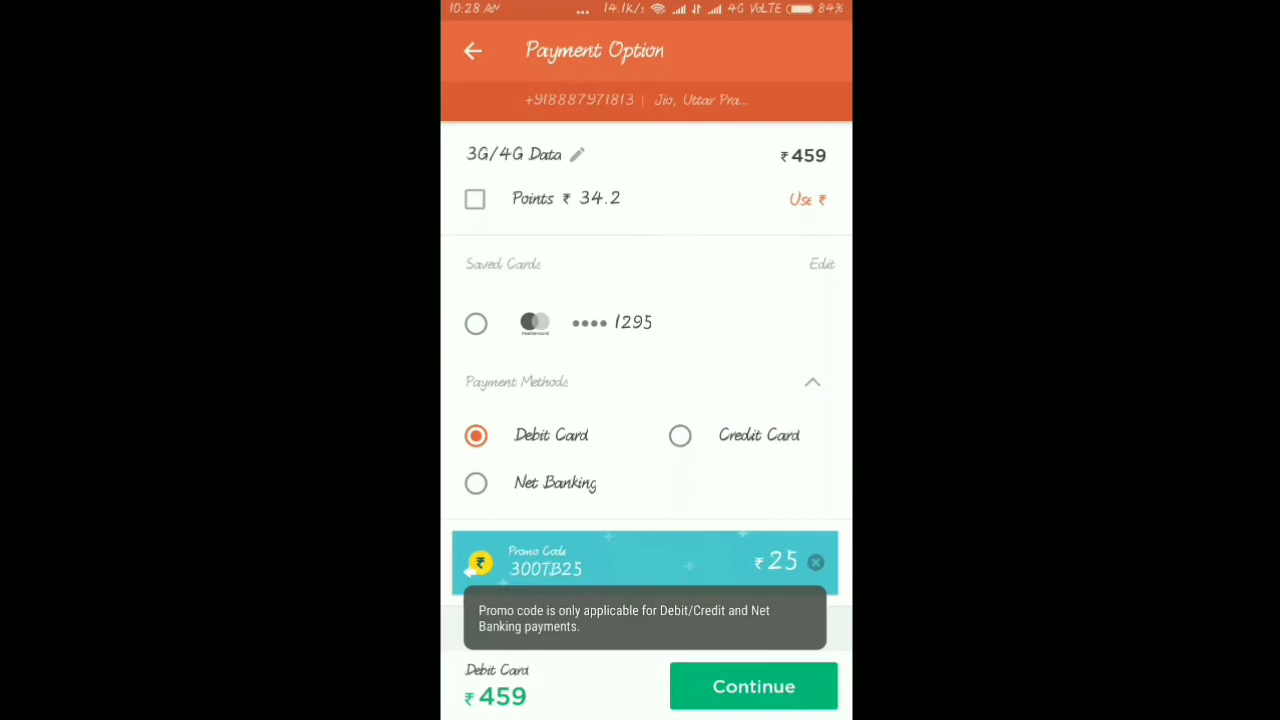 10:28 AM ... 14.1K/s 4G VoLTE 84%
Payment Option
+918887971813 | Jio, Uttar Pra...
3G/4G Data ₹ 459
Points ₹ 34.2 Use ₹
Saved Cards Edit
mastercard •••• 1295
Payment Methods
Debit Card Credit Card
Net Banking
Promo Code
300TB25 ₹ 25
Promo code is only applicable for Debit/Credit and Net
Banking payments.
Debit Card
₹ 459
Continue